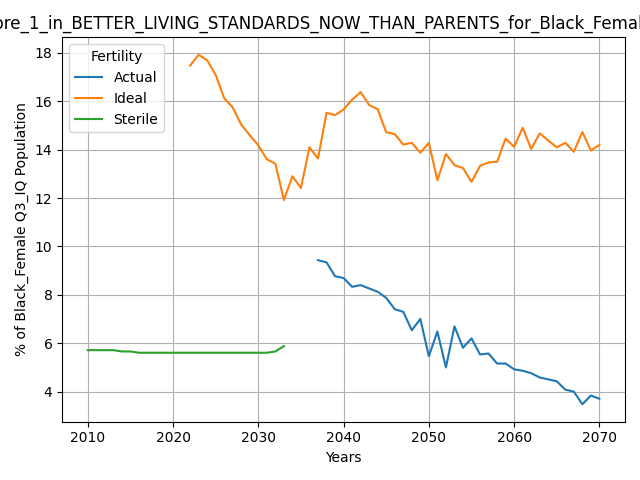 ore_1_in_BETTER_LIVING_STANDARDS_NOW_THAN_PARENTS_for_Black_Femal
Fertility
Actual
Ideal
Sterile
% of Black_Female Q3_IQ Population
18
16
14
12
10
8
6
4
2010 2020 2030 2040 2050 2060 2070
Years